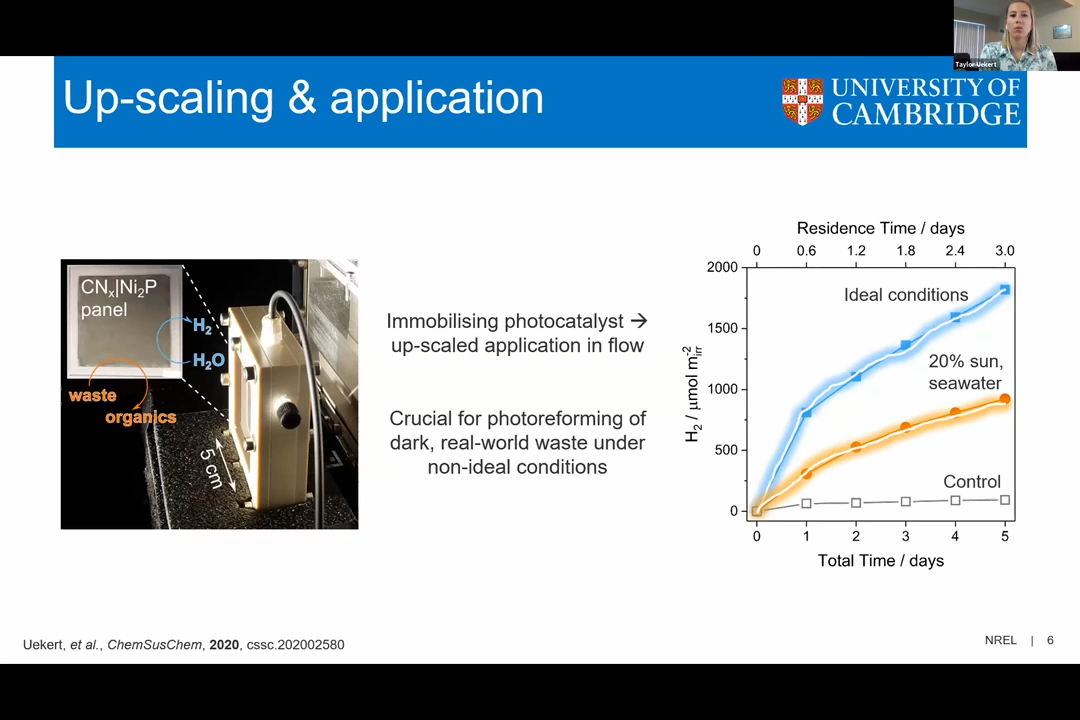 Taylor Uekert
Up-scaling & application
UNIVERSITY OF
CAMBRIDGE
CNx|Ni2P
panel
H2
H2O
waste
organics
5 cm
Immobilising photocatalyst →
up-scaled application in flow
Crucial for photoreforming of
dark, real-world waste under
non-ideal conditions
Residence Time / days
0 0.6 1.2 1.8 2.4 3.0
2000
1500
1000
500
0
H2 / μmol m-2 irr
Ideal conditions
20% sun,
seawater
Control
0 1 2 3 4 5
Total Time / days
Uekert, et al., ChemSusChem, 2020, cssc.202002580
NREL | 6